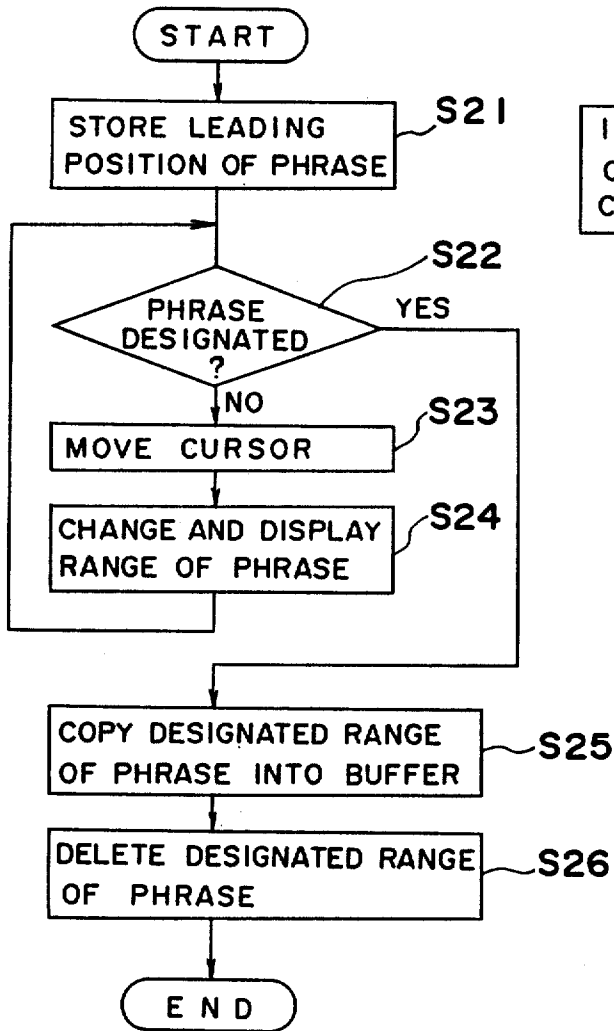 START
S21
STORE LEADING
POSITION OF PHRASE
S22
PHRASE
DESIGNATED
?
YES
NO
S23
MOVE CURSOR
S24
CHANGE AND DISPLAY
RANGE OF PHRASE
COPY DESIGNATED RANGE
OF PHRASE INTO BUFFER
S25
DELETE DESIGNATED RANGE
OF PHRASE
S26
END